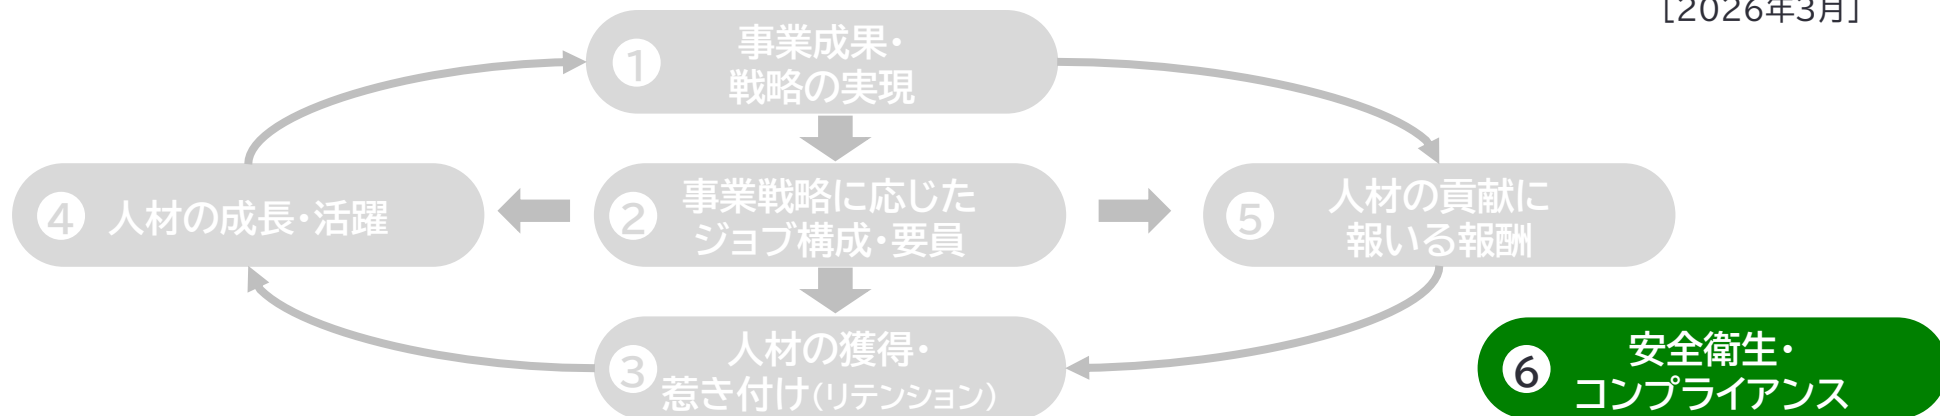 [2026年3月]
❶ 事業成果・
戦略の実現
❹ 人材の成長・活躍
❷ 事業戦略に応じた
ジョブ構成・要員
❺ 人材の貢献に
報いる報酬
❸ 人材の獲得・
惹き付け(リテンション)
❻ 安全衛生・
コンプライアンス